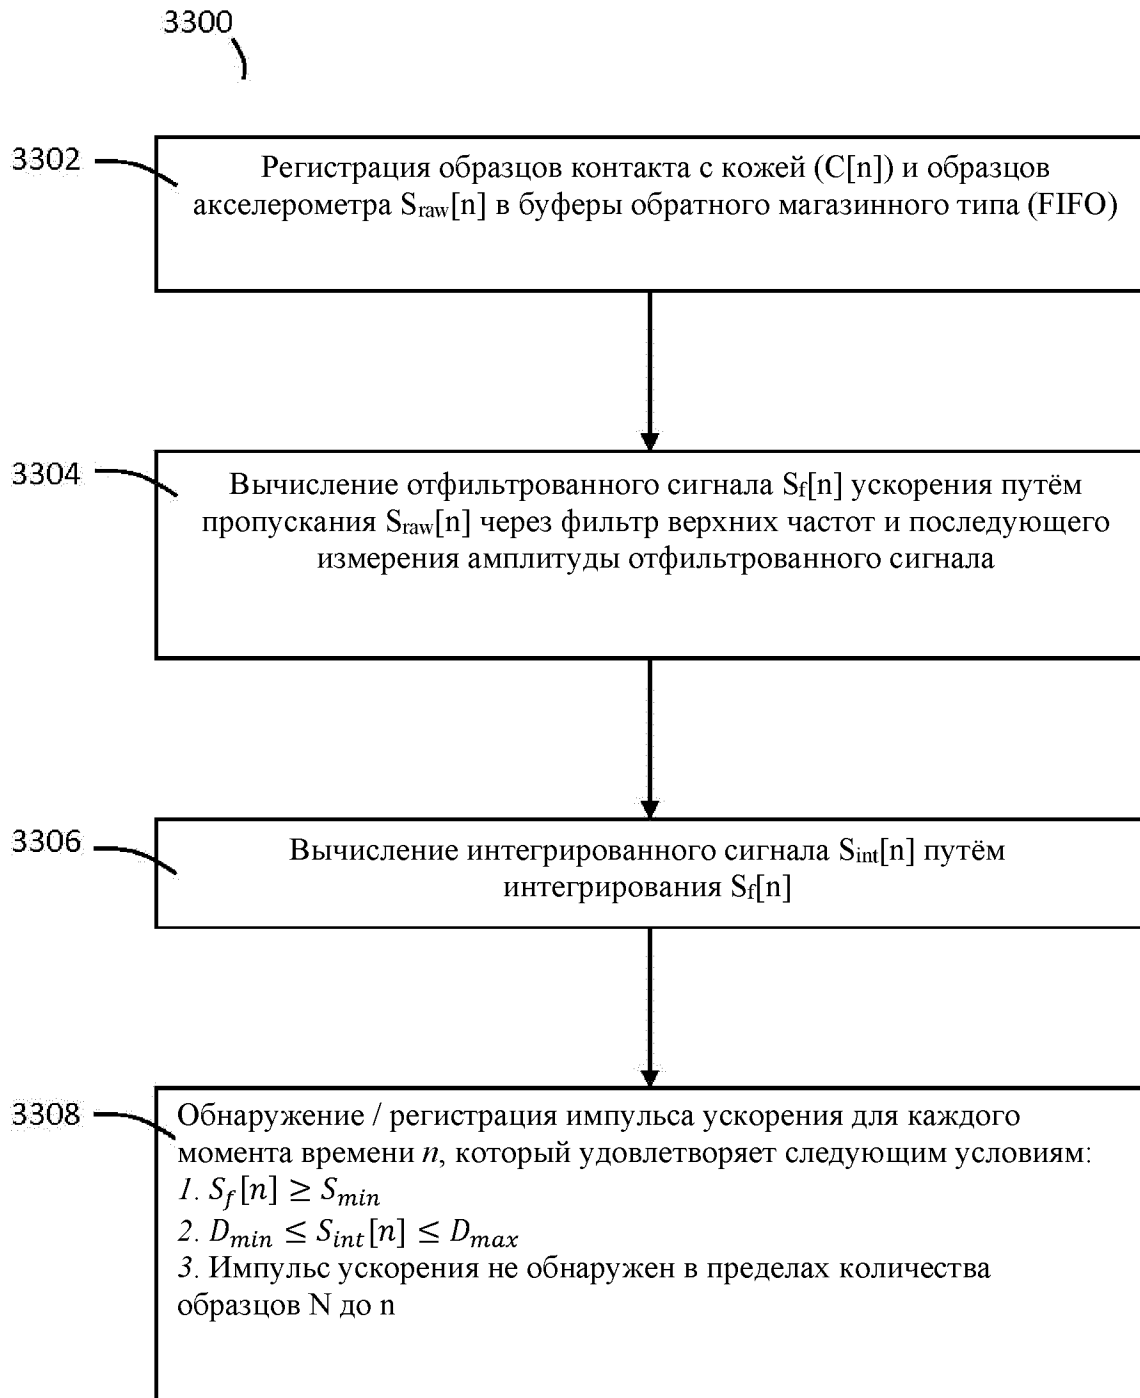 3300
3302
Регистрация образцов контакта с кожей (C[n]) и образцов
акселерометра Sraw[n] в буферы обратного магазинного типа (FIFO)
3304
Вычисление отфильтрованного сигнала Sf[n] ускорения путём
пропускания Sraw[n] через фильтр верхних частот и последующего
измерения амплитуды отфильтрованного сигнала
3306
Вычисление интегрированного сигнала Sint[n] путём
интегрирования Sf[n]
3308
Обнаружение / регистрация импульса ускорения для каждого
момента времени n, который удовлетворяет следующим условиям:
1. Sf[n] ≥ Smin
2. Dmin ≤ Sint[n] ≤ Dmax
3. Импульс ускорения не обнаружен в пределах количества
образцов N до n